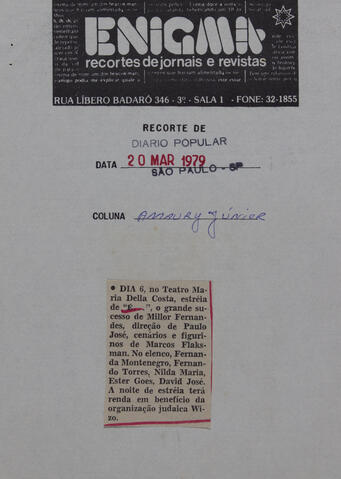 ENIGMA
recortes de jornais e revistas
RUA LÍBERO BADARÓ 346 - 3º - SALA 1 - FONE: 32-1855
RECORTE DE
DIARIO POPULAR
DATA 20 MAR 1979
SÃO PAULO - SP
COLUNA AMAURY JÚNIOR
● DIA 6, no Teatro Ma-
ria Della Costa, estréia
de "É...", o grande su-
cesso de Millor Fernan-
des, direção de Paulo
José, cenários e figuri-
nos de Marcos Flaks-
man. No elenco, Fernan-
da Montenegro, Fernan-
do Torres, Nilda Maria,
Ester Goes, David José.
A noite de estréia terá
renda em benefício da
organização judaica Wi-
zo.